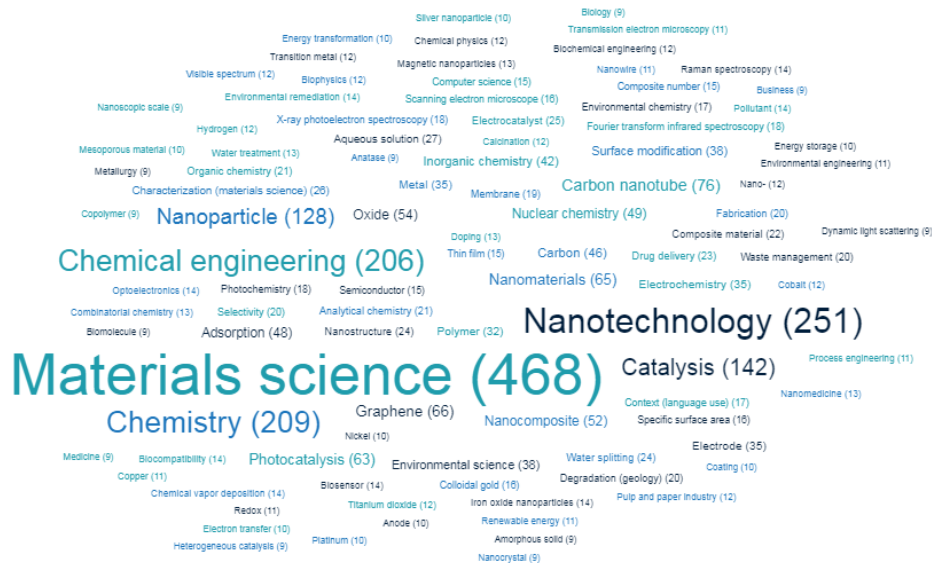 Biology (9)
Silver nanoparticle (10)
Transmission electron microscopy (11)
Energy transformation (10)
Chemical physics (12)
Biochemical engineering (12)
Transition metal (12)
Magnetic nanoparticles (13)
Nanowire (11)
Raman spectroscopy (14)
Visible spectrum (12)
Biophysics (12)
Computer science (15)
Composite number (15)
Business (9)
Nanoscopic scale (9)
Environmental remediation (14)
Scanning electron microscope (16)
Environmental chemistry (17)
Pollutant (14)
X-ray photoelectron spectroscopy (18)
Electrocatalyst (25)
Hydrogen (12)
Fourier transform infrared spectroscopy (18)
Aqueous solution (27)
Calcination (12)
Mesoporous material (10)
Water treatment (13)
Anatase (9)
Inorganic chemistry (42)
Surface modification (38)
Energy storage (10)
Metallurgy (9)
Organic chemistry (21)
Environmental engineering (11)
Characterization (materials science) (26)
Metal (35)
Membrane (19)
Carbon nanotube (76)
Nano- (12)
Copolymer (9)
Nanoparticle (128)
Oxide (54)
Nuclear chemistry (49)
Fabrication (20)
Doping (13)
Composite material (22)
Dynamic light scattering (9)
Chemical engineering (206)
Thin film (15)
Carbon (46)
Drug delivery (23)
Waste management (20)
Optoelectronics (14)
Photochemistry (18)
Semiconductor (15)
Nanomaterials (65)
Electrochemistry (35)
Cobalt (12)
Combinatorial chemistry (13)
Selectivity (20)
Analytical chemistry (21)
Biomolecule (9)
Adsorption (48)
Nanostructure (24)
Polymer (32)
Nanotechnology (251)
Materials science (468)
Catalysis (142)
Process engineering (11)
Nanomedicine (13)
Chemistry (209)
Graphene (66)
Nanocomposite (52)
Context (language use) (17)
Specific surface area (16)
Nickel (10)
Electrode (35)
Medicine (9)
Biocompatibility (14)
Photocatalysis (63)
Environmental science (38)
Water splitting (24)
Coating (10)
Copper (11)
Biosensor (14)
Colloidal gold (16)
Degradation (geology) (20)
Chemical vapor deposition (14)
Pulp and paper industry (12)
Redox (11)
Titanium dioxide (12)
Iron oxide nanoparticles (14)
Electron transfer (10)
Anode (10)
Renewable energy (11)
Heterogeneous catalysis (9)
Platinum (10)
Amorphous solid (9)
Nanocrystal (9)